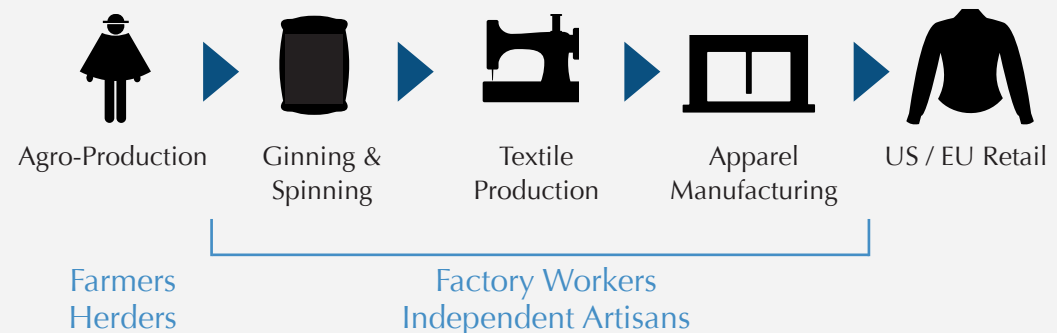 Agro-Production
Ginning &
Spinning
Textile
Production
Apparel
Manufacturing
US / EU Retail
Farmers
Herders
Factory Workers
Independent Artisans